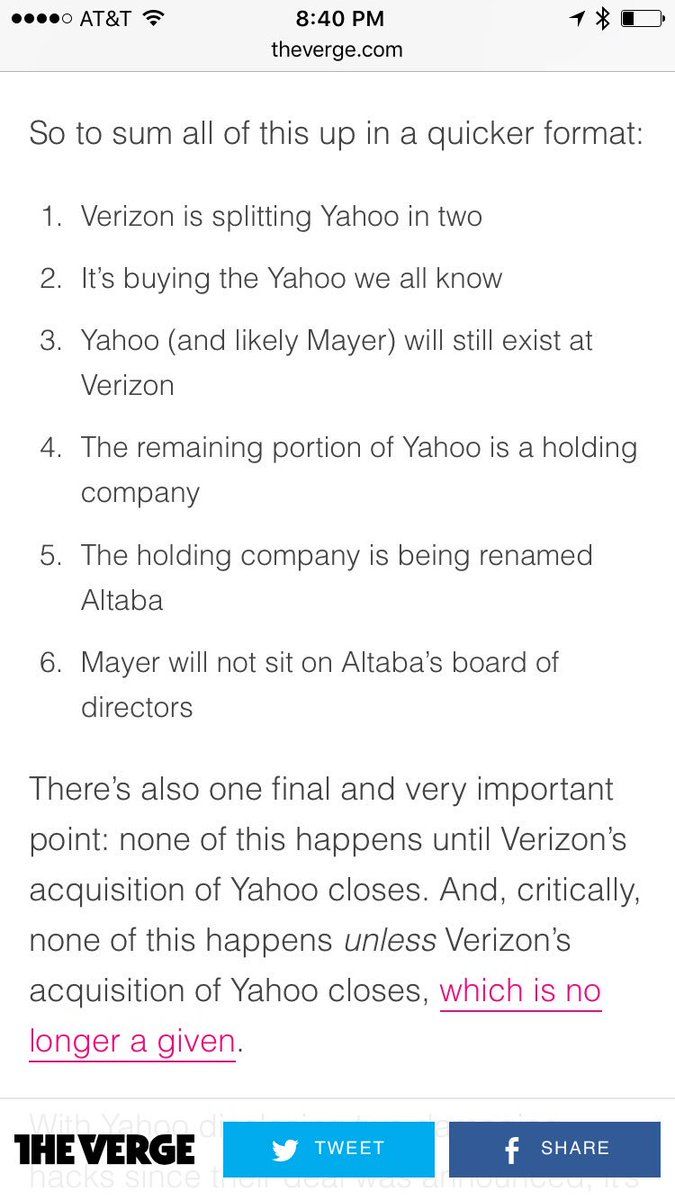 AT&T 8:40 PM
theverge.com
So to sum all of this up in a quicker format:
1. Verizon is splitting Yahoo in two
2. It’s buying the Yahoo we all know
3. Yahoo (and likely Mayer) will still exist at
Verizon
4. The remaining portion of Yahoo is a holding
company
5. The holding company is being renamed
Altaba
6. Mayer will not sit on Altaba’s board of
directors
There’s also one final and very important
point: none of this happens until Verizon’s
acquisition of Yahoo closes. And, critically,
none of this happens unless Verizon’s
acquisition of Yahoo closes, which is no
longer a given.
With Yahoo
THE VERGE TWEET f SHARE
hacks since their deal was announced, it’s